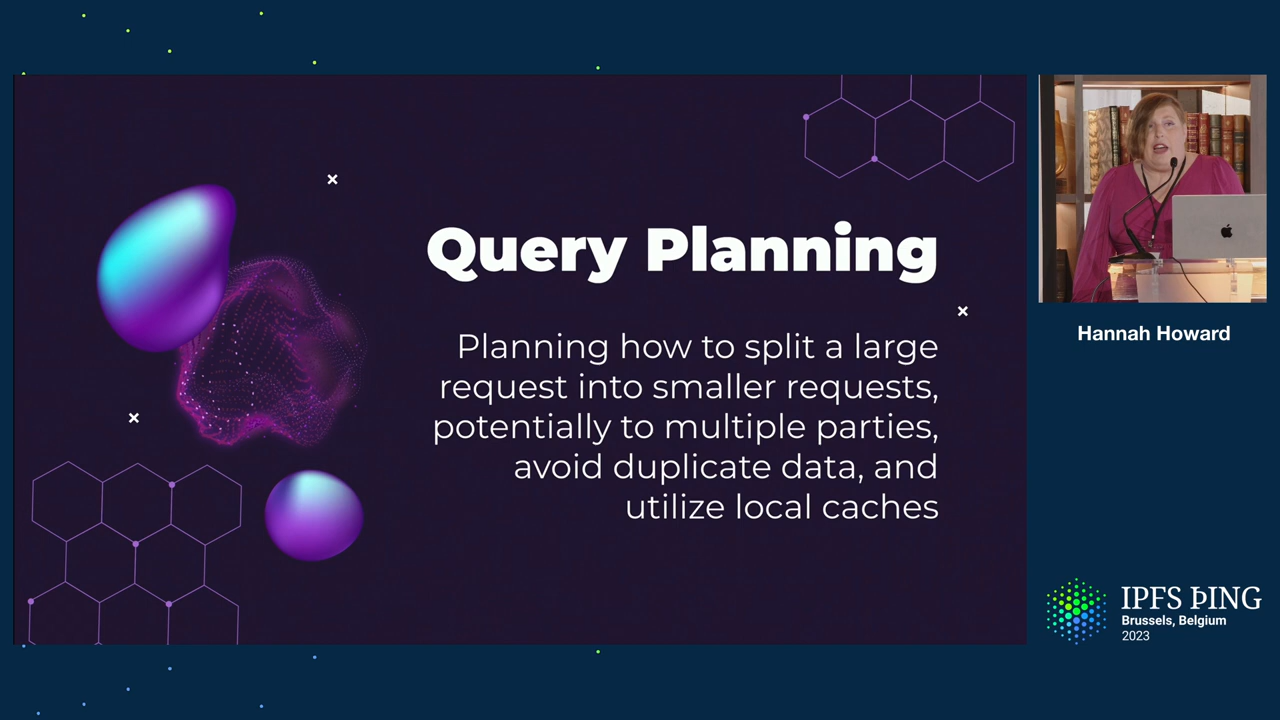 Query Planning
Planning how to split a large
request into smaller requests,
potentially to multiple parties,
avoid duplicate data, and
utilize local caches
Hannah Howard
IPFS ÞING
Brussels, Belgium
2023